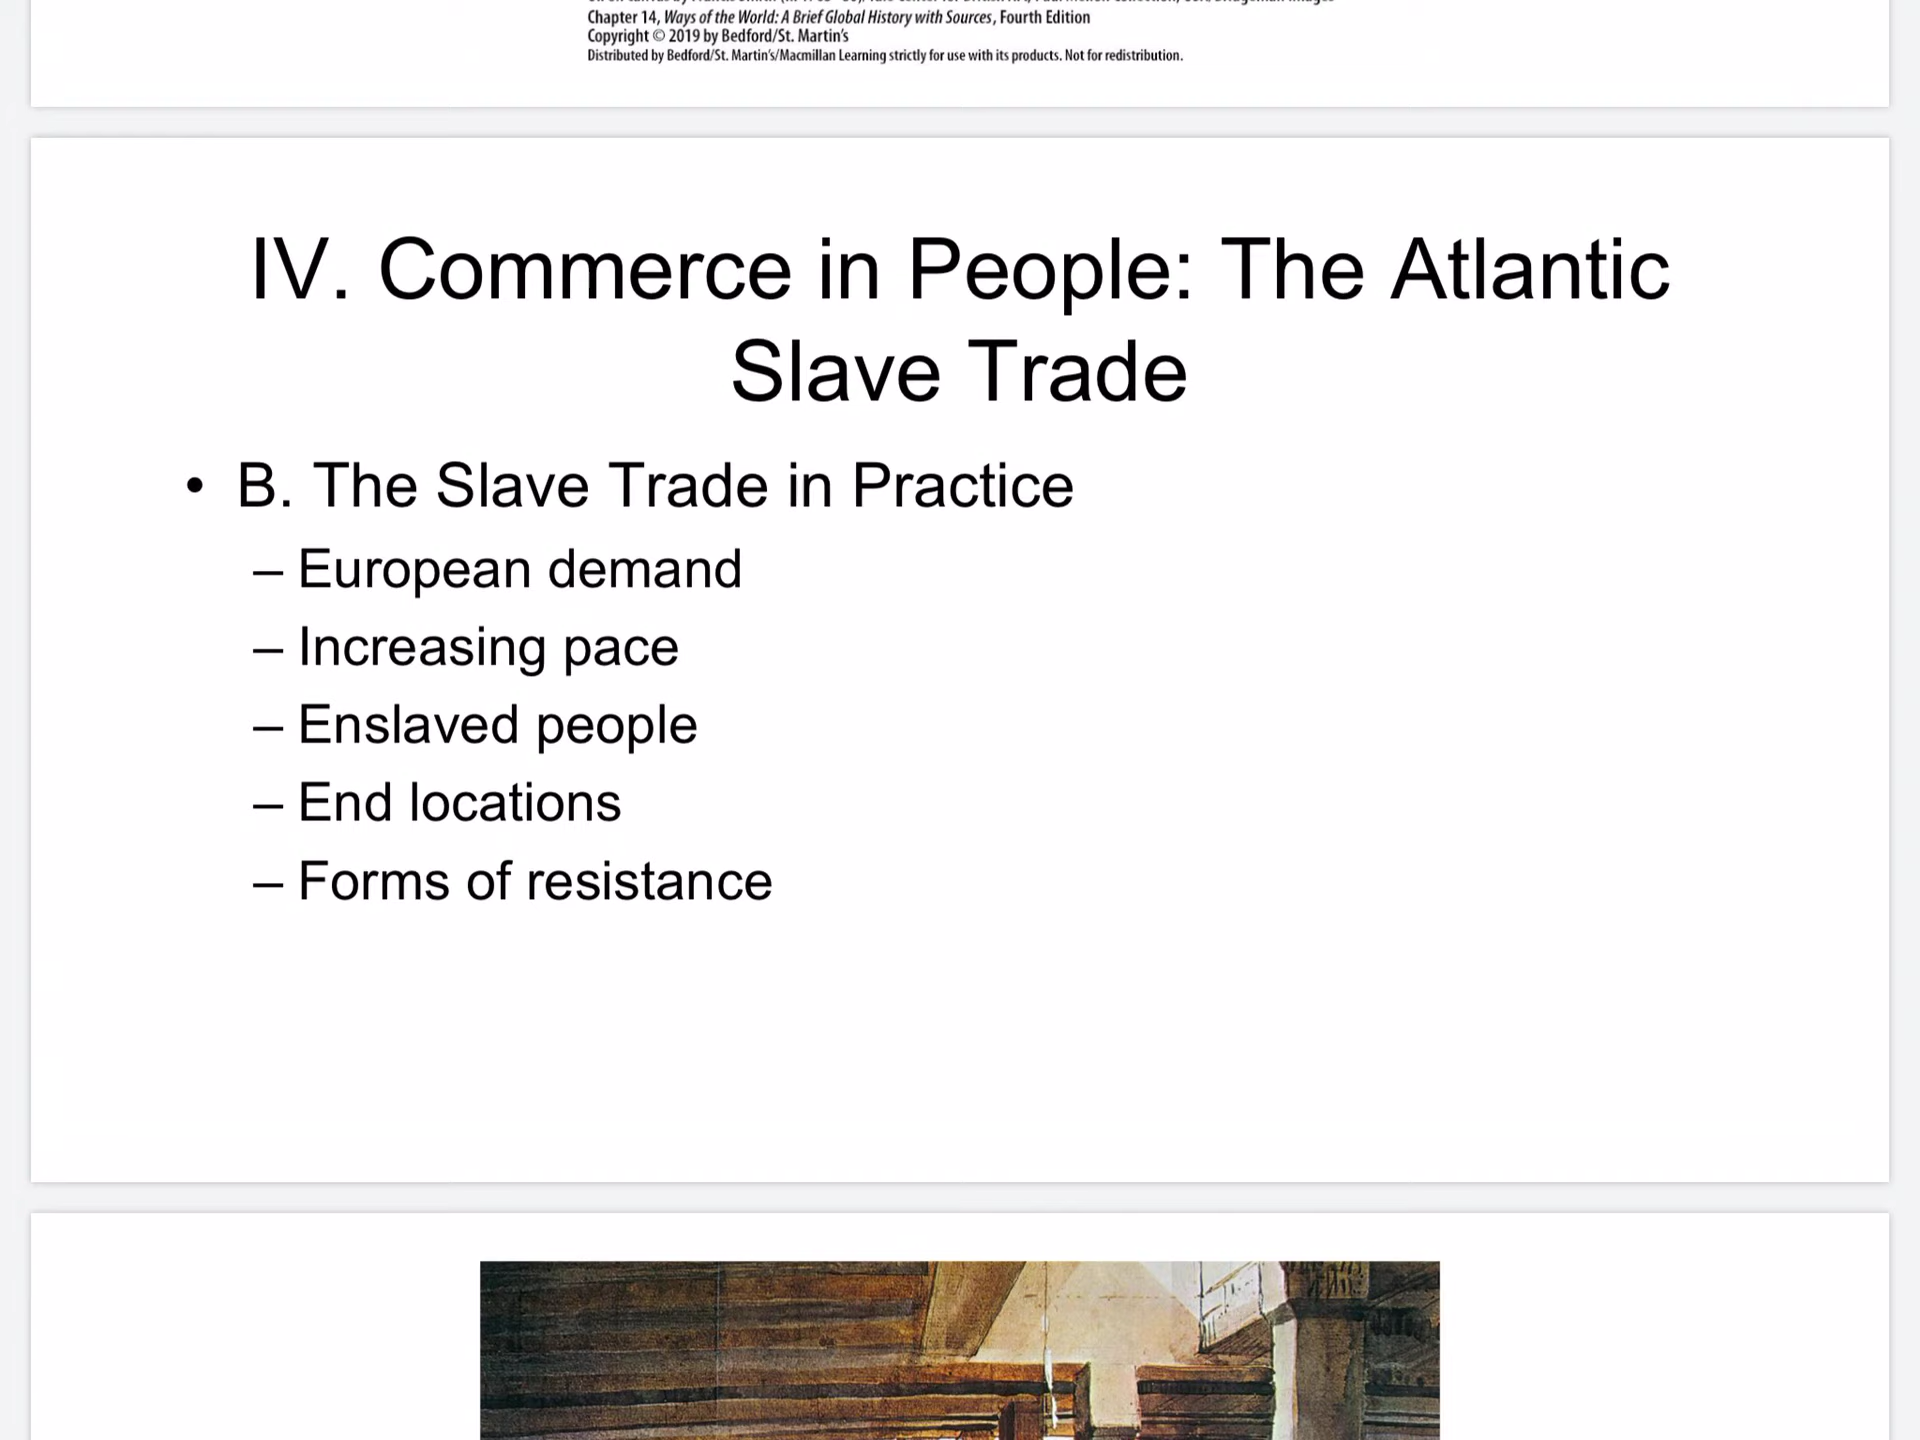 Chapter 14, Ways of the World: A Brief Global History with Sources, Fourth Edition
Copyright © 2019 by Bedford/St. Martin's
Distributed by Bedford/St. Martin's/Macmillan Learning strictly for use with its products. Not for redistribution.
IV. Commerce in People: The Atlantic
Slave Trade
• B. The Slave Trade in Practice
– European demand
– Increasing pace
– Enslaved people
– End locations
– Forms of resistance